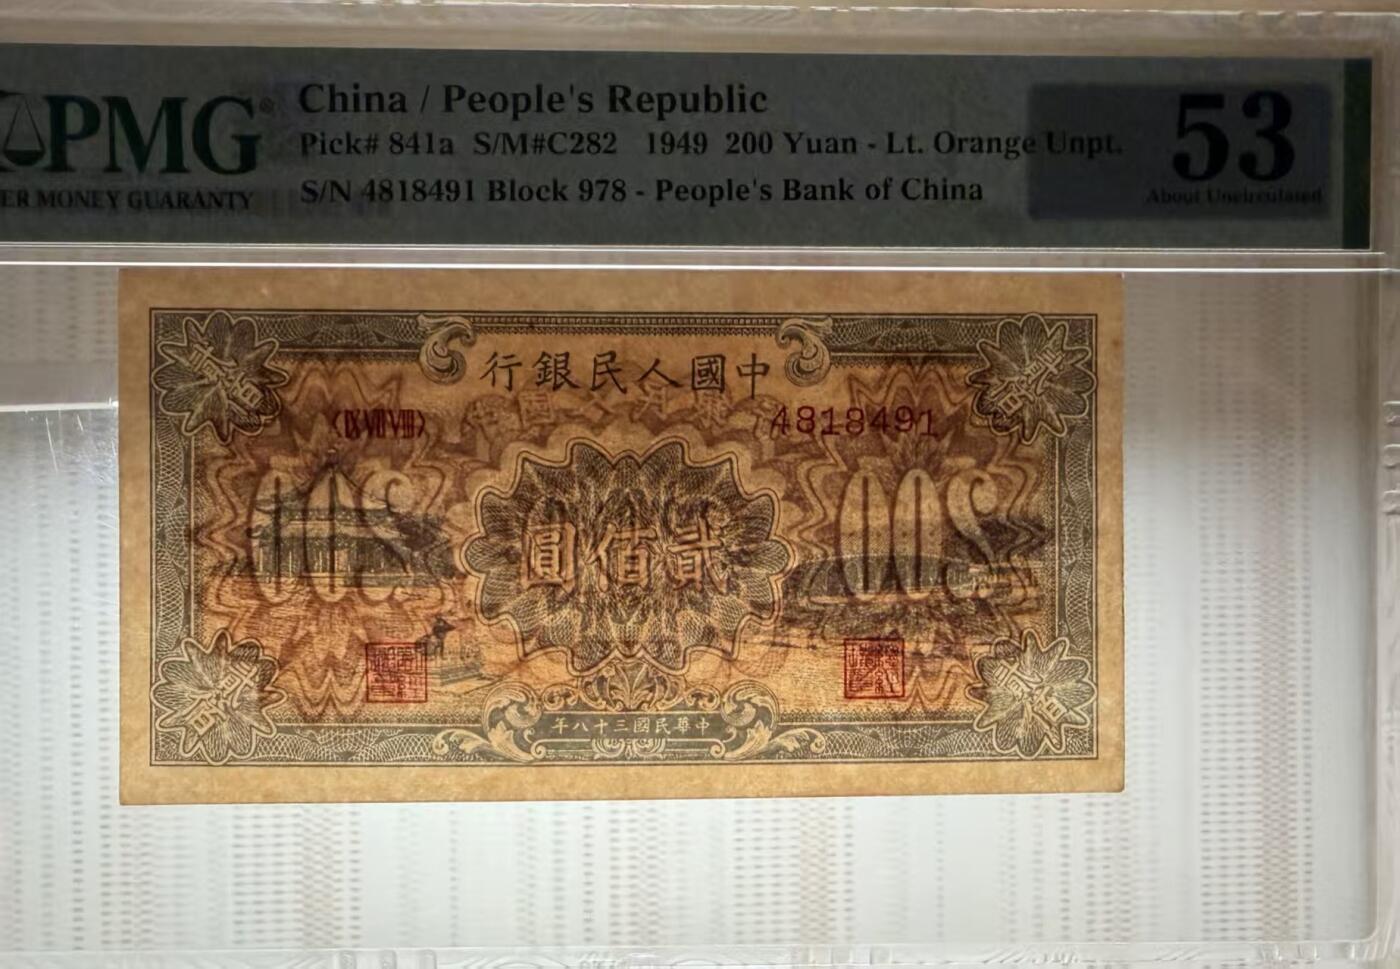 PMG
ER MONEY GUARANTY
China / People's Republic
Pick# 841a S/M#C282 1949 200 Yuan - Lt. Orange Unpt.
S/N 4818491 Block 978 - People's Bank of China
53
About Uncirculated
行銀民人國中
〈IX VII VIII〉
4818491
圓佰貳
年八十三國民華中